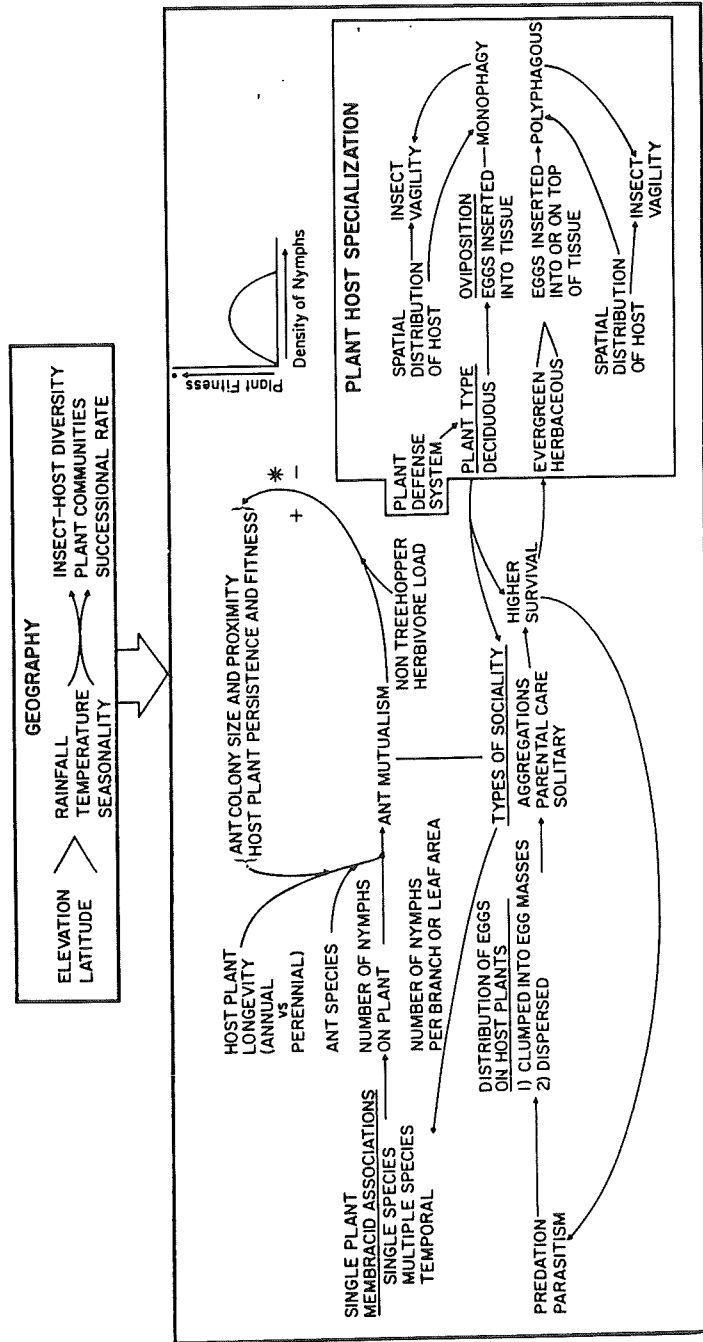 GEOGRAPHY
ELEVATION
LATITUDE
RAINFALL
TEMPERATURE
SEASONALITY
INSECT-HOST DIVERSITY
PLANT COMMUNITIES
SUCCESSIONAL RATE
HOST PLANT
LONGEVITY
(ANNUAL
vs
PERENNIAL)
ANT SPECIES
NUMBER OF NYMPHS
ON PLANT
NUMBER OF NYMPHS
PER BRANCH OR LEAF AREA
{ANT COLONY SIZE AND PROXIMITY}
{HOST PLANT PERSISTENCE AND FITNESS}
*
+ −
ANT MUTUALISM
NON TREEHOPPER
HERBIVORE LOAD
Plant Fitness
Density of Nymphs
SINGLE PLANT
MEMBRACID ASSOCIATIONS
SINGLE SPECIES
MULTIPLE SPECIES
TEMPORAL
TYPES OF SOCIALITY
AGGREGATIONS
PARENTAL CARE
SOLITARY
HIGHER
SURVIVAL
DISTRIBUTION OF EGGS
ON HOST PLANTS
1) CLUMPED INTO EGG MASSES
2) DISPERSED
PREDATION
PARASITISM
PLANT HOST SPECIALIZATION
PLANT
DEFENSE
SYSTEM
SPATIAL
DISTRIBUTION
OF HOST
INSECT
VAGILITY
PLANT TYPE
DECIDUOUS
OVIPOSITION
EGGS INSERTED
INTO TISSUE
MONOPHAGY
EVERGREEN
HERBACEOUS
EGGS INSERTED
INTO OR ON TOP
OF TISSUE
POLYPHAGOUS
SPATIAL
DISTRIBUTION
OF HOST
INSECT
VAGILITY